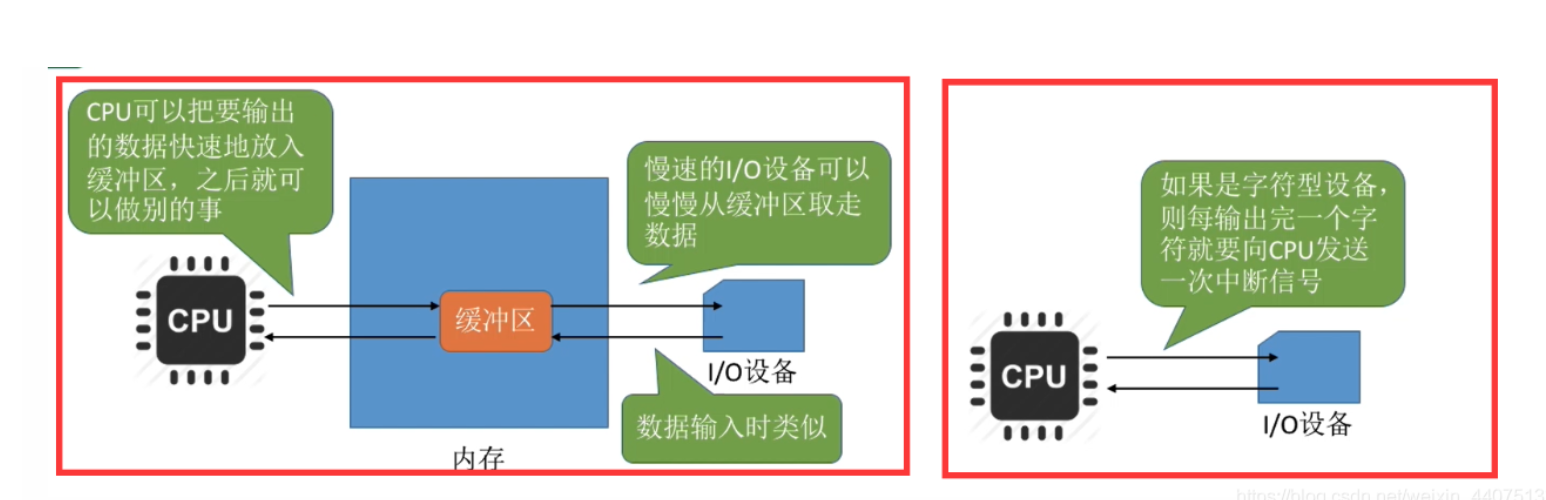 CPU可以把要输出
的数据快速地放入
缓冲区，之后就可
以做别的事
慢速的I/O设备可以
慢慢从缓冲区取走
数据
CPU
缓冲区
I/O设备
数据输入时类似
内存
如果是字符型设备，
则每输出完一个字
符就要向CPU发送
一次中断信号
CPU
I/O设备
https://blog.csdn.net/weixin_4407513